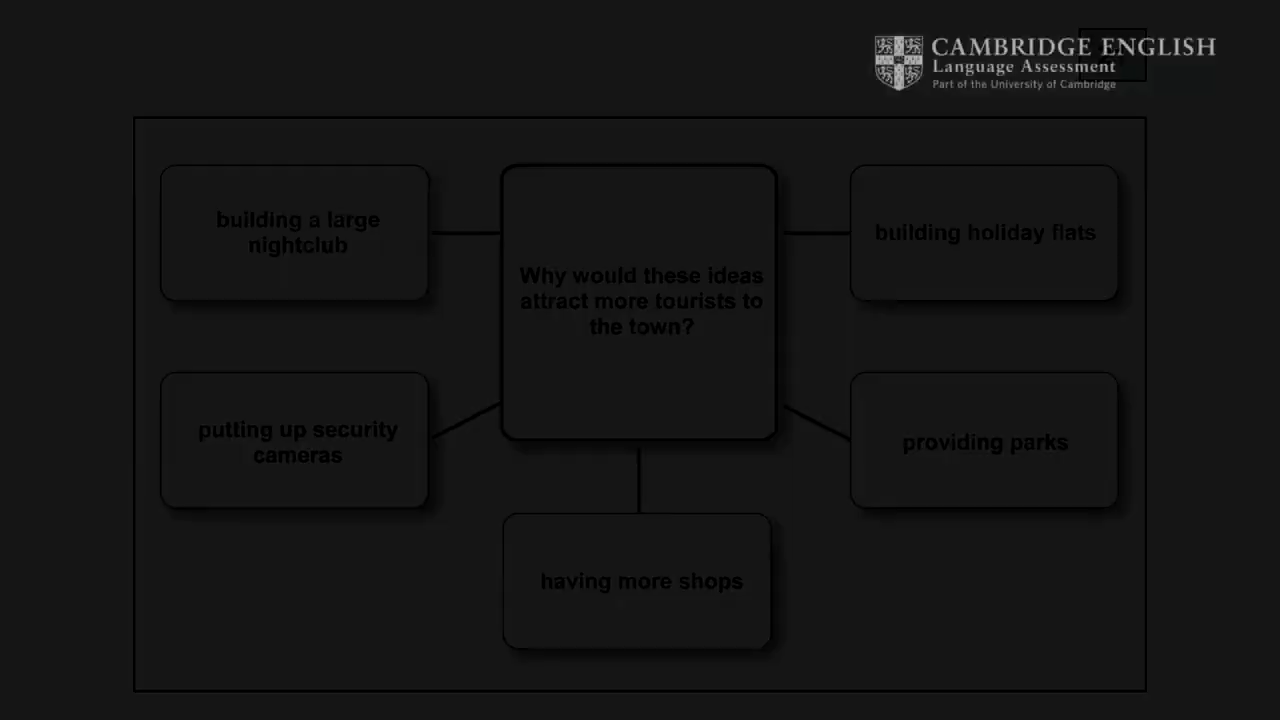 CAMBRIDGE ENGLISH
Language Assessment
Part of the University of Cambridge
building a large
nightclub
Why would these ideas
attract more tourists to
the town?
building holiday flats
putting up security
cameras
providing parks
having more shops